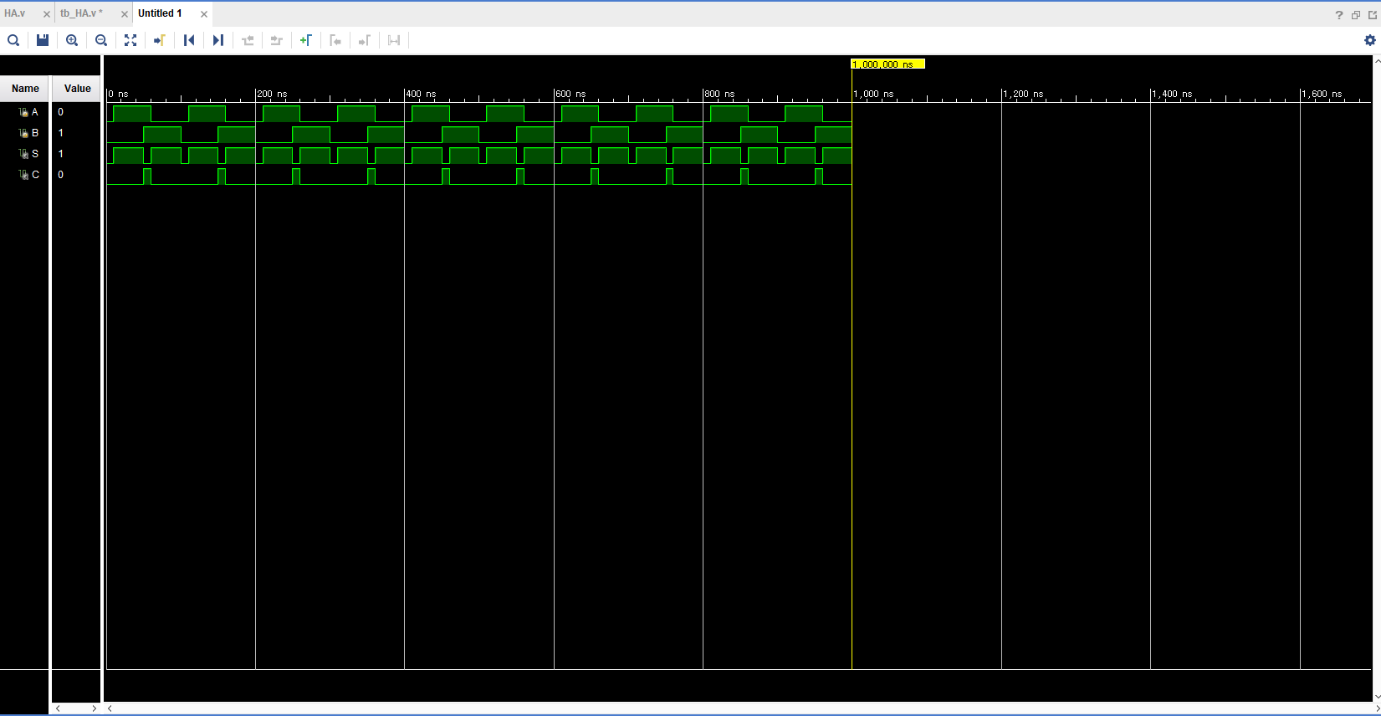 HA.v tb_HA.v * Untitled 1
1,000,000 ns
Name Value
0 ns 200 ns 400 ns 600 ns 800 ns 1,000 ns 1,200 ns 1,400 ns 1,600 ns
A 0
B 1
S 1
C 0